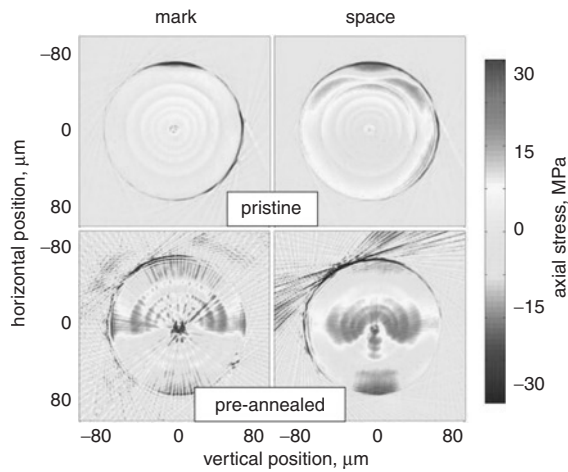 mark
space
−80
0
80
pristine
−80
0
80
pre-annealed
horizontal position, μm
−80
0
80
−80
0
80
vertical position, μm
30
15
0
−15
−30
axial stress, MPa